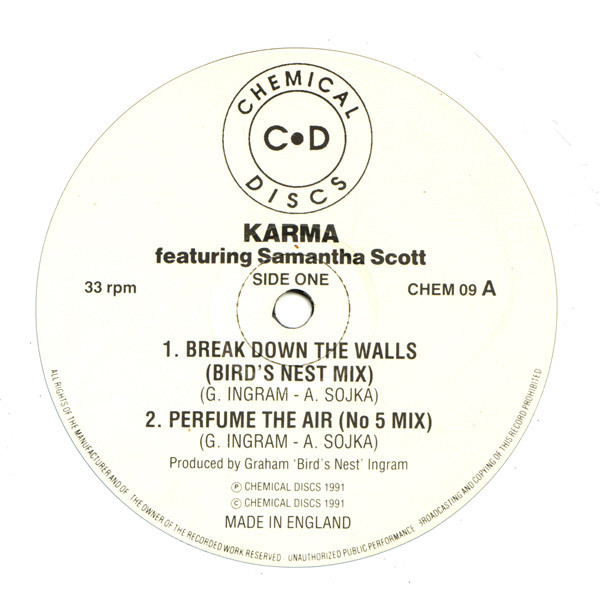 CHEMICAL
C•D
DISCS
KARMA
featuring Samantha Scott
SIDE ONE
33 rpm
CHEM 09 A
1. BREAK DOWN THE WALLS
(BIRD'S NEST MIX)
(G. INGRAM - A. SOJKA)
2. PERFUME THE AIR (No 5 MIX)
(G. INGRAM - A. SOJKA)
Produced by Graham 'Bird's Nest' Ingram
Ⓟ CHEMICAL DISCS 1991
© CHEMICAL DISCS 1991
MADE IN ENGLAND
ALL RIGHTS OF THE MANUFACTURER AND OF THE OWNER OF THE RECORDED WORK RESERVED UNAUTHORIZED PUBLIC PERFORMANCE BROADCASTING AND COPYING OF THIS RECORD PROHIBITED